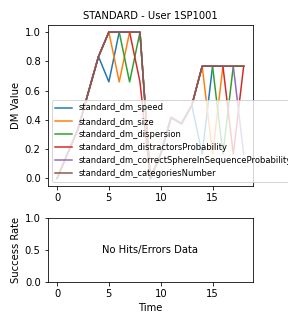 STANDARD - User 1SP1001
DM Value
1.0
0.8
0.6
0.4
0.2
0.0
standard_dm_speed
standard_dm_size
standard_dm_dispersion
standard_dm_distractorsProbability
standard_dm_correctSphereInSequenceProbability
standard_dm_categoriesNumber
0 5 10 15
Success Rate
1.0
0.5
0.0
No Hits/Errors Data
0 5 10 15
Time